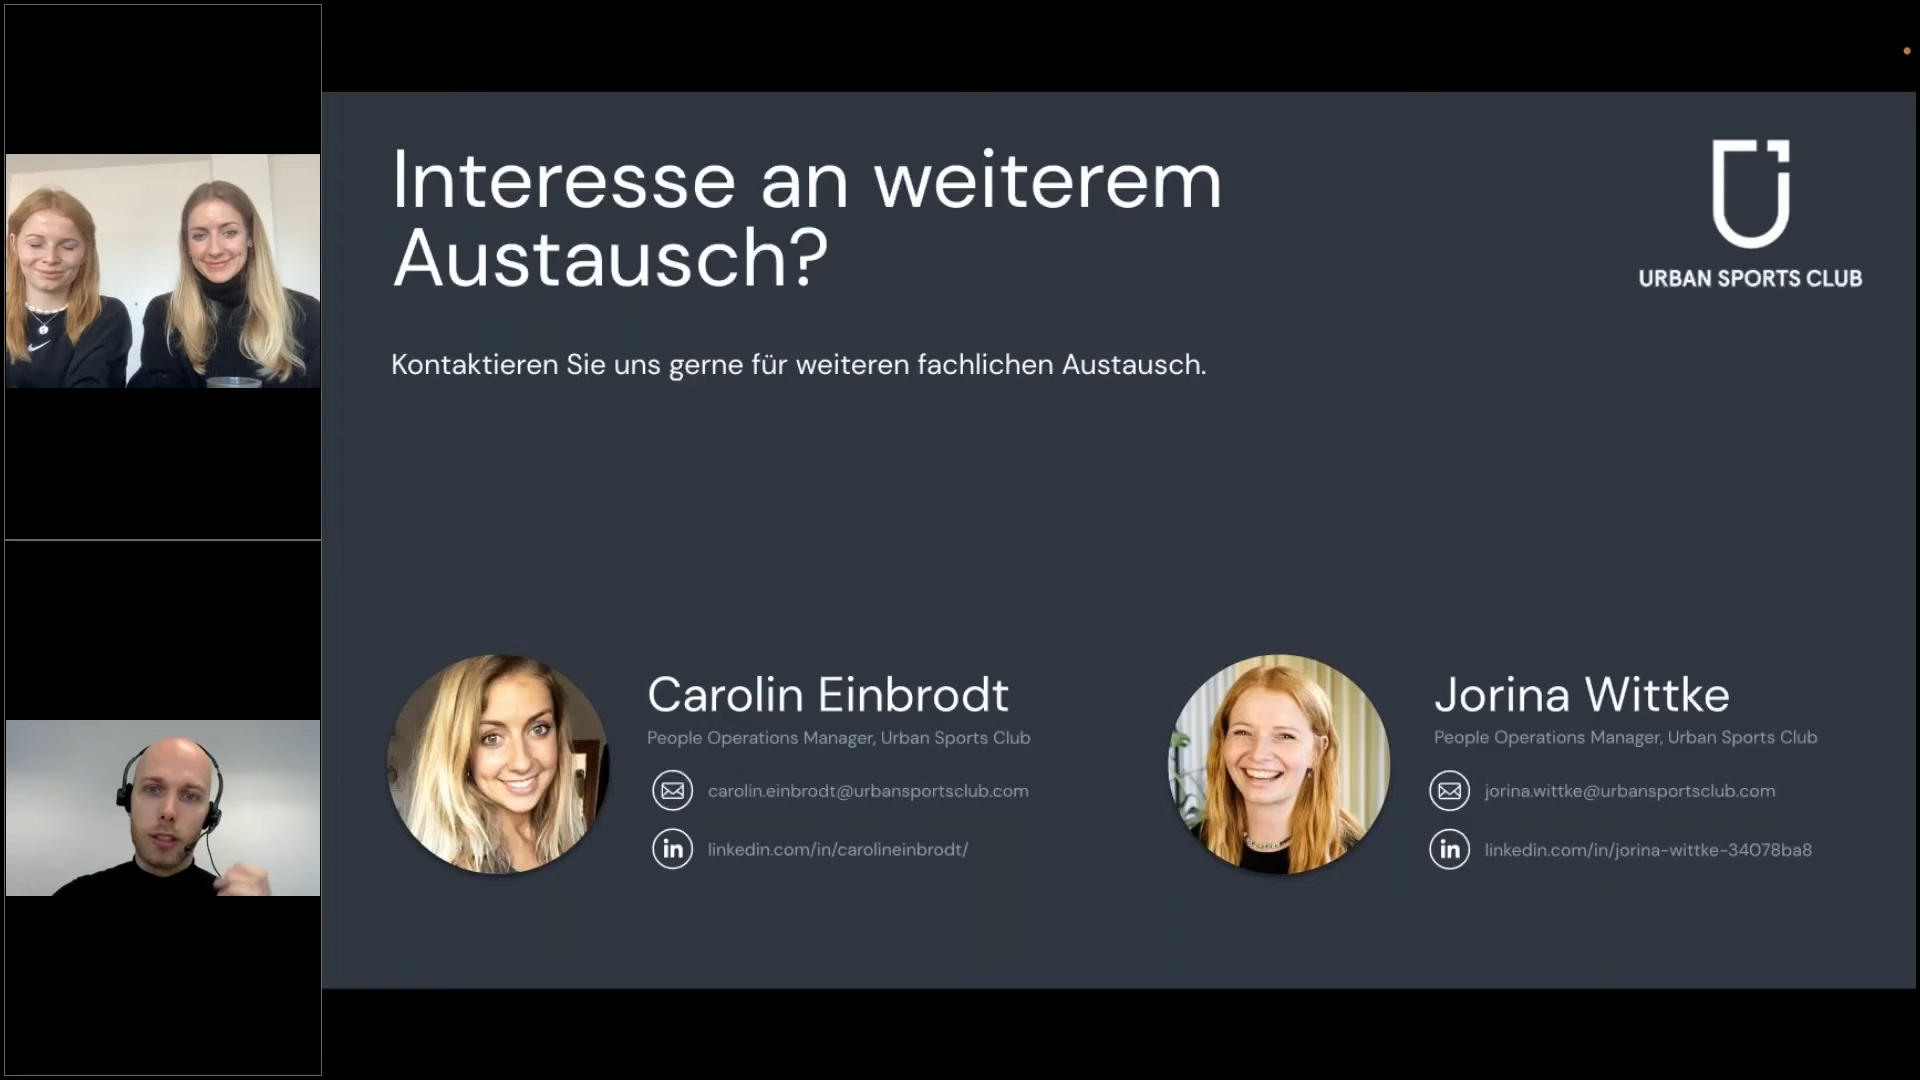 Interesse an weiterem
Austausch?
URBAN SPORTS CLUB
Kontaktieren Sie uns gerne für weiteren fachlichen Austausch.
Carolin Einbrodt
People Operations Manager, Urban Sports Club
carolin.einbrodt@urbansportsclub.com
in
linkedin.com/in/carolineinbrodt/
Jorina Wittke
People Operations Manager, Urban Sports Club
jorina.wittke@urbansportsclub.com
in
linkedin.com/in/jorina-wittke-34078ba8